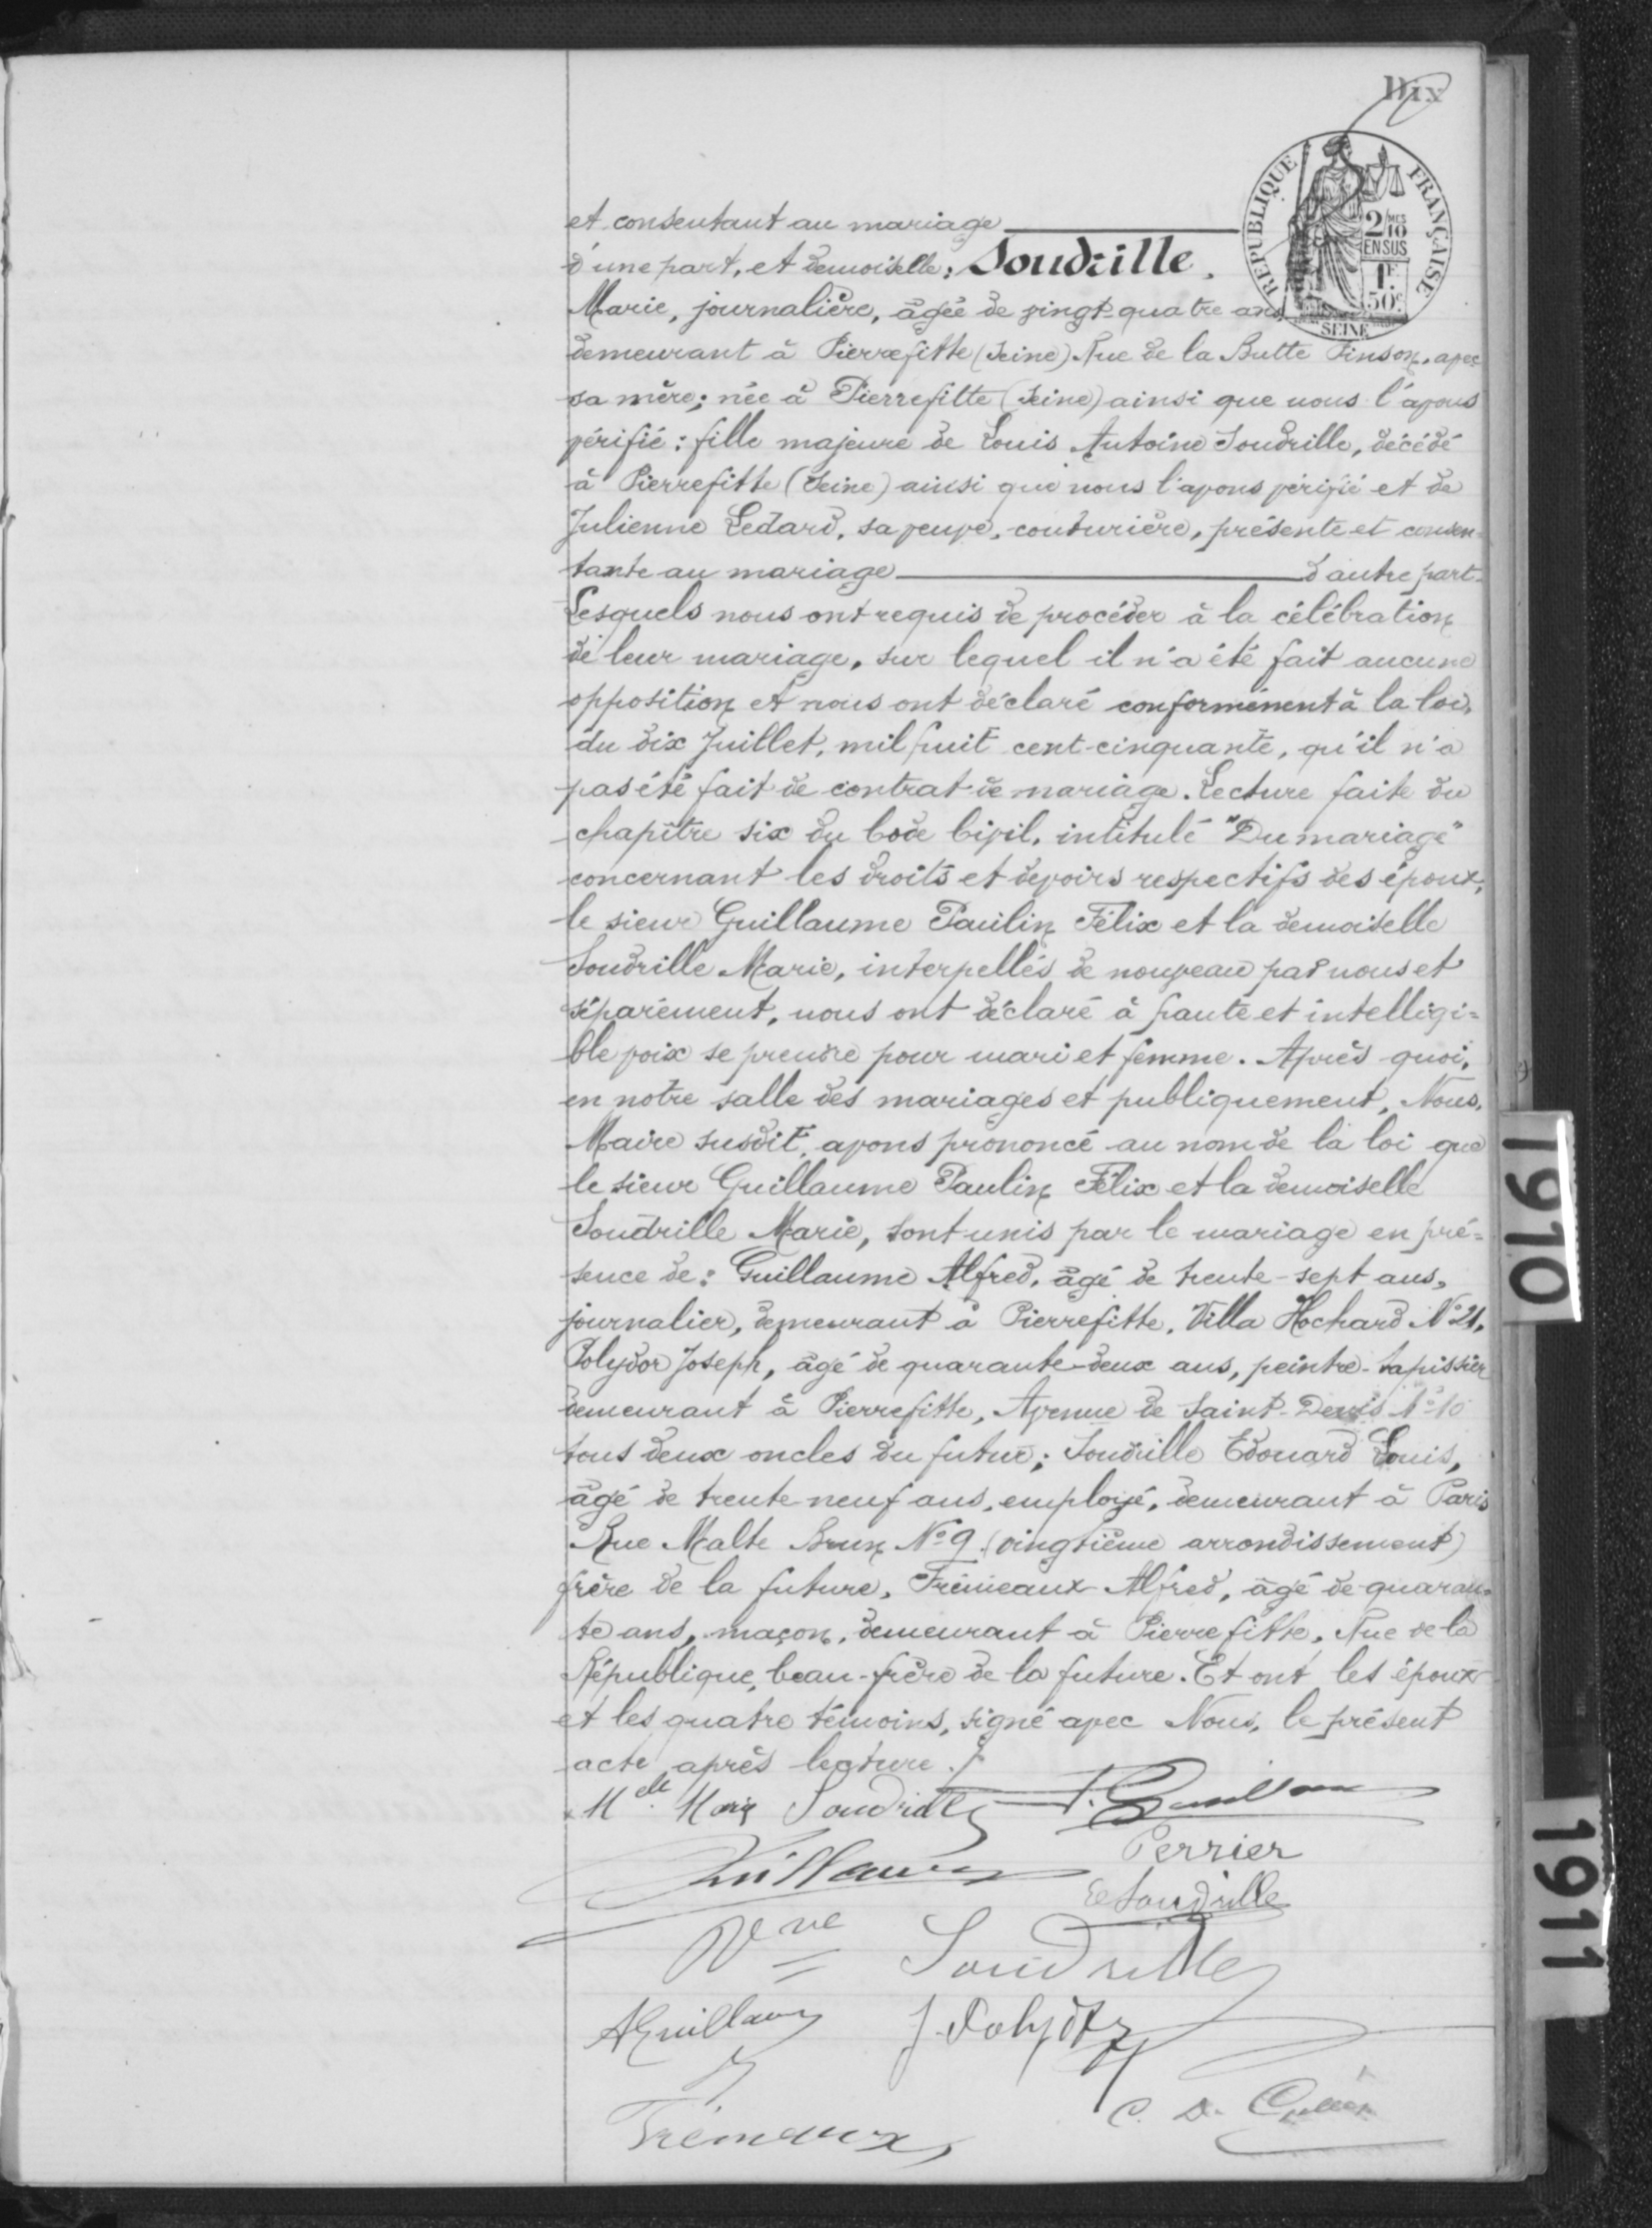 Dix
RÉPUBLIQUE FRANÇAISE
2/10 MES
EN SUS
1F.
50c
SEINE
et consentant au mariage
d'une part, et demoiselle: Soudrille,
Marie, journalière, âgée de vingt-quatre ans
demeurant à Pierrefitte (Seine) Rue de la Butte Pinson, avec
sa mère; née à Pierrefitte (Seine) ainsi que nous l'avons
vérifié: fille majeure de Louis Antoine Soudrille, décédé
à Pierrefitte (Seine) ainsi que nous l'avons vérifié et de
Julienne Ledard, sa veuve, couturière, présente et consen=
tante au mariage d'autre part.
Lesquels nous ont requis de procéder à la célébration
de leur mariage, sur lequel il n'a été fait aucune
opposition et nous ont déclaré conformément à la loi,
du dix Juillet, mil huit cent cinquante, qu'il n'a
pas été fait de contrat de mariage. Lecture faite du
chapitre six du Code Civil, intitulé "Du mariage"
concernant les droits et devoirs respectifs des époux,
le sieur Guillaume Paulin Félix et la demoiselle
Soudrille Marie, interpellés de nouveau par nous et
séparément, nous ont déclaré à haute et intelligi=
ble voix se prendre pour mari et femme. Après quoi,
en notre salle des mariages et publiquement, Nous,
Maire susdit, avons prononcé au nom de la loi que
le sieur Guillaume Paulin Félix et la demoiselle
Soudrille Marie, sont unis par le mariage en pré=
sence de: Guillaume Alfred, âgé de trente-sept ans,
journalier, demeurant à Pierrefitte, Villa Hochard N° 21,
Polydor Joseph, âgé de quarante-deux ans, peintre-tapissier
demeurant à Pierrefitte, Avenue de Saint-Denis N° 10
tous deux oncles du futur; Soudrille Edouard Louis,
âgé de trente-neuf ans, employé, demeurant à Paris
Rue Malte Brun N° 9 (vingtième arrondissement)
frère de la future, Trémeaux Alfred, âgé de quaran=
te ans, maçon, demeurant à Pierrefitte, Rue de la
République, beau-frère de la future. Et ont les époux
et les quatre témoins, signé avec Nous, le présent
acte après lecture.
Melle Marie Soudrille P. Guillaume
Guillaume Perrier
E Soudrille
Vve Soudrille
AGuillaume J. Polydor
Trémeaux
1910
1911